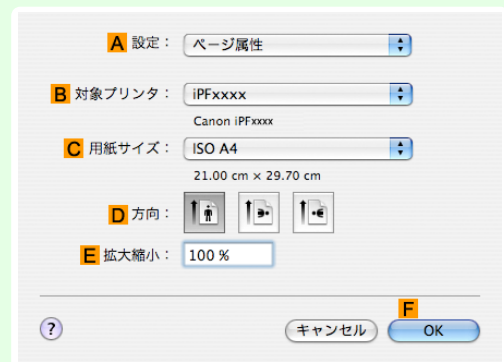 A 設定： ページ属性
B 対象プリンタ： iPFxxxx
Canon iPFxxxx
C 用紙サイズ： ISO A4
21.00 cm × 29.70 cm
D 方向：
E 拡大縮小： 100 %
F
? キャンセル OK